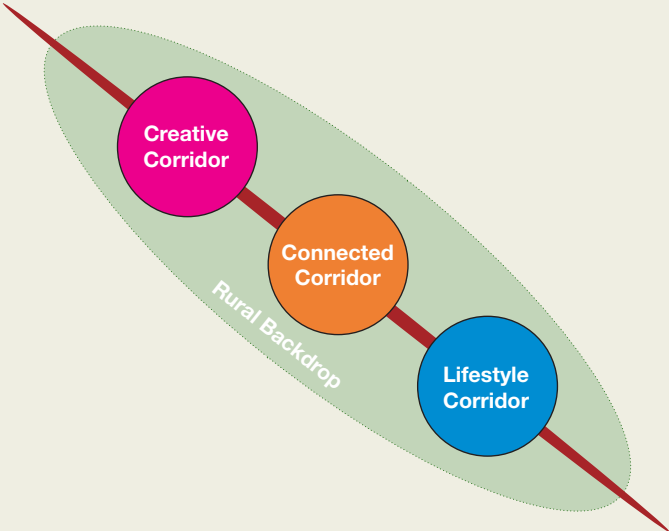 Creative
Corridor
Connected
Corridor
Rural Backdrop
Lifestyle
Corridor